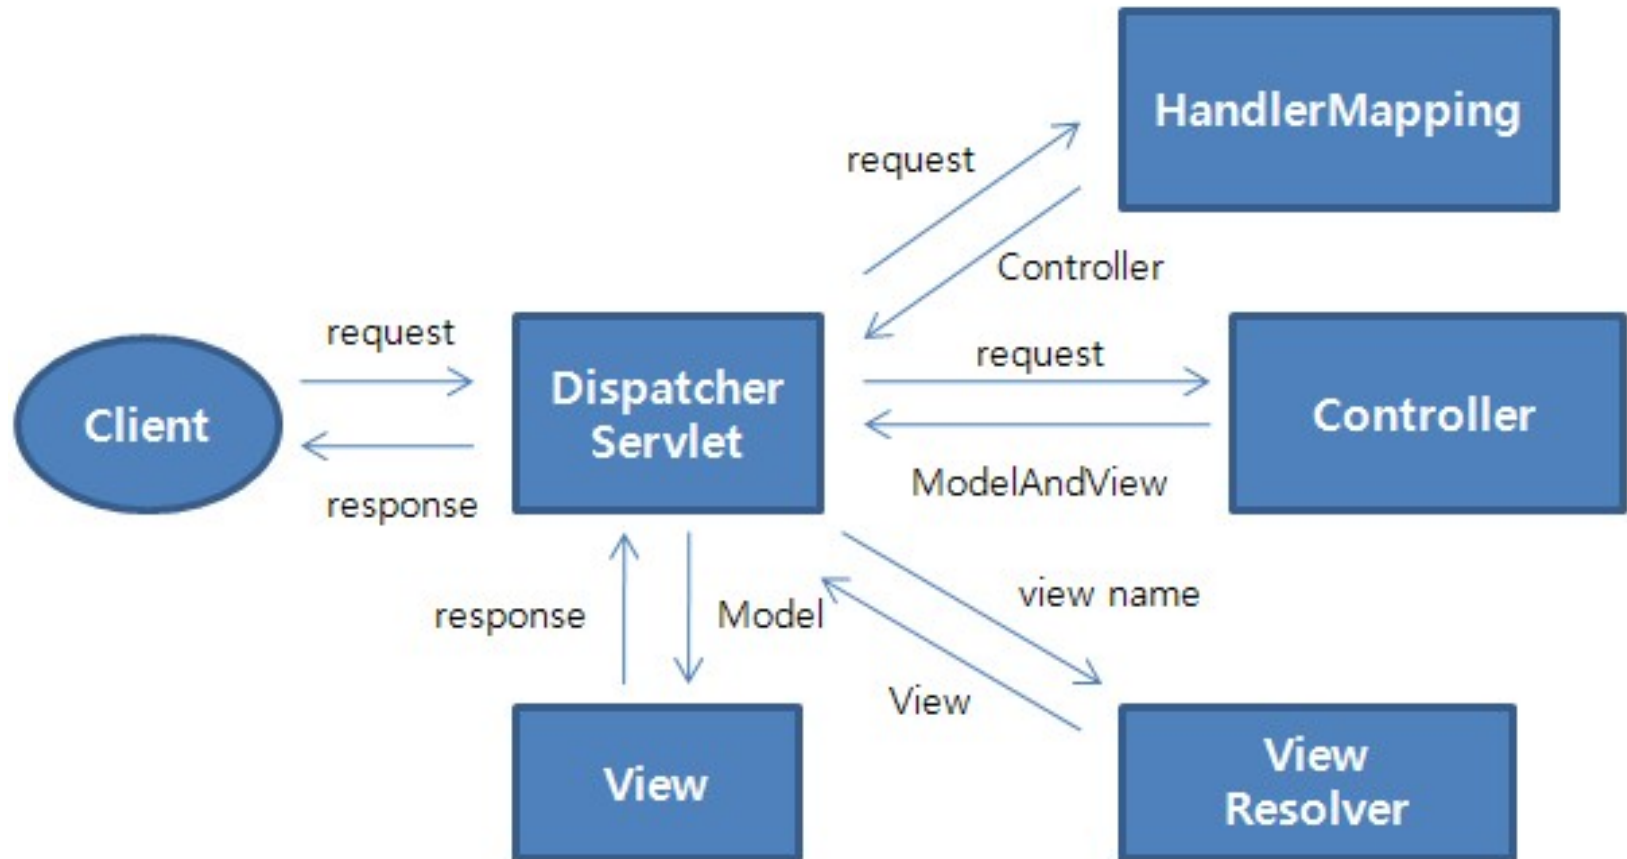 HandlerMapping
request
Controller
request
request
Client
Dispatcher
Servlet
Controller
response
ModelAndView
response
Model
view name
View
View
View
Resolver